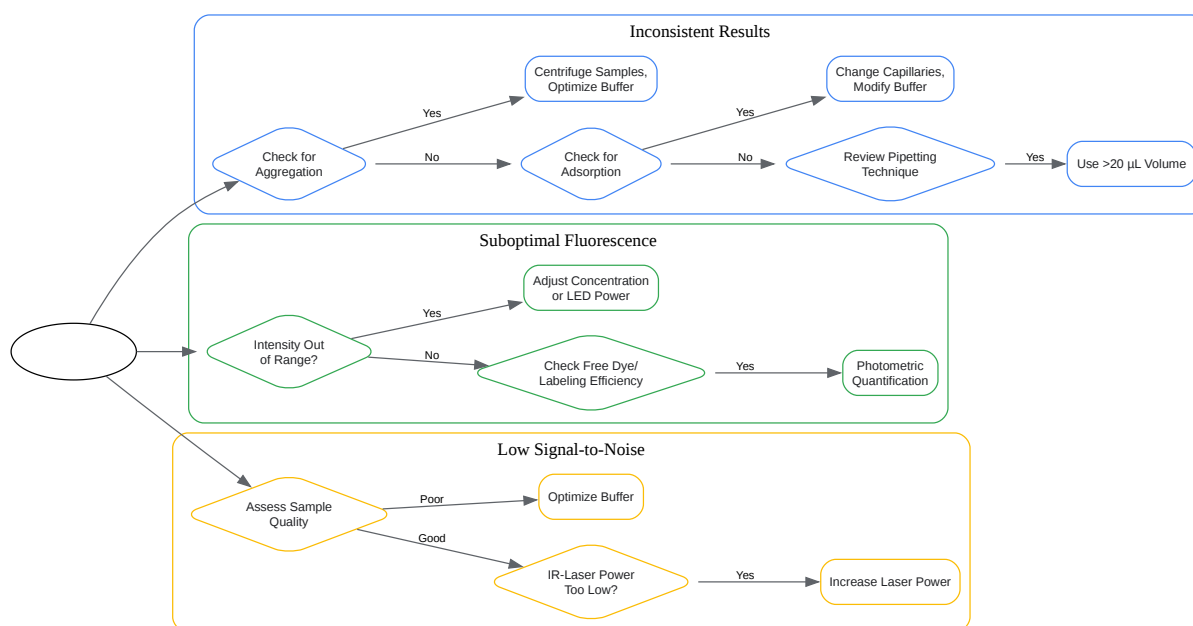 Inconsistent Results
Centrifuge Samples,
Optimize Buffer
Change Capillaries,
Modify Buffer
Yes
Yes
Check for
Aggregation
No
Check for
Adsorption
No
Review Pipetting
Technique
Yes
Use >20 µL Volume
Suboptimal Fluorescence
Adjust Concentration
or LED Power
Yes
Intensity Out
of Range?
No
Check Free Dye/
Labeling Efficiency
Yes
Photometric
Quantification
Low Signal-to-Noise
Assess Sample
Quality
Poor
Optimize Buffer
Good
IR-Laser Power
Too Low?
Yes
Increase Laser Power